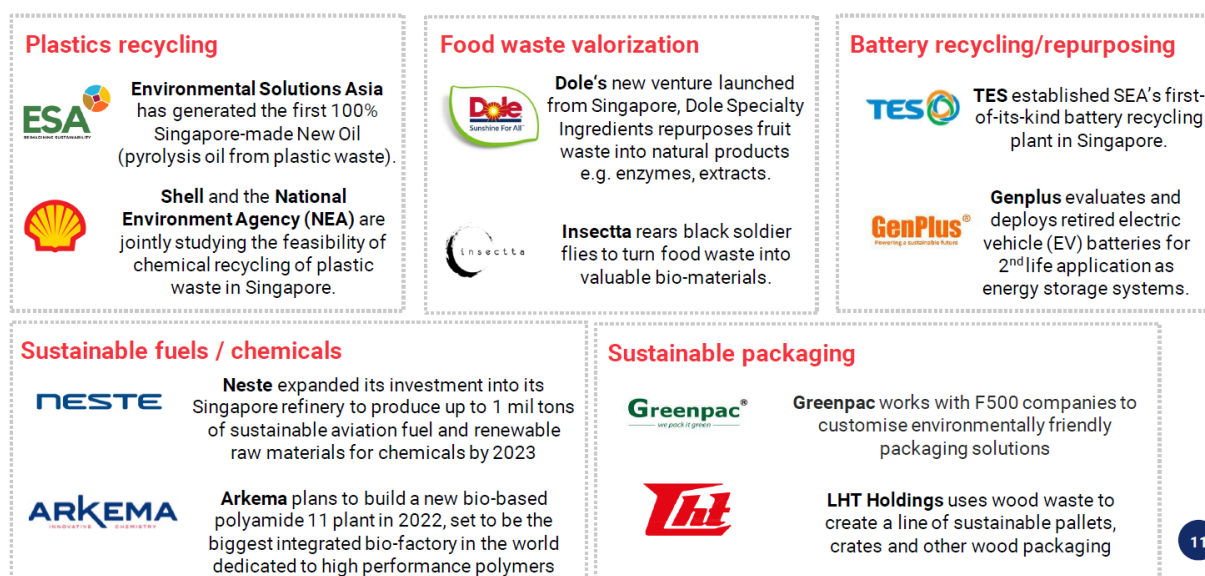 Plastics recycling
ESA
REIMAGINING SUSTAINABILITY
Environmental Solutions Asia
has generated the first 100%
Singapore-made New Oil
(pyrolysis oil from plastic waste).
Shell and the National
Environment Agency (NEA) are
jointly studying the feasibility of
chemical recycling of plastic
waste in Singapore.
Food waste valorization
Dole
Sunshine For All™
Dole‘s new venture launched
from Singapore, Dole Specialty
Ingredients repurposes fruit
waste into natural products
e.g. enzymes, extracts.
insectta
Insectta rears black soldier
flies to turn food waste into
valuable bio-materials.
Battery recycling/repurposing
TES
TES established SEA’s first-
of-its-kind battery recycling
plant in Singapore.
GenPlus®
Powering a sustainable future
Genplus evaluates and
deploys retired electric
vehicle (EV) batteries for
2nd life application as
energy storage systems.
Sustainable fuels / chemicals
NESTE
Neste expanded its investment into its
Singapore refinery to produce up to 1 mil tons
of sustainable aviation fuel and renewable
raw materials for chemicals by 2023
ARKEMA
INNOVATIVE CHEMISTRY
Arkema plans to build a new bio-based
polyamide 11 plant in 2022, set to be the
biggest integrated bio-factory in the world
dedicated to high performance polymers
Sustainable packaging
Greenpac®
we pack it green
Greenpac works with F500 companies to
customise environmentally friendly
packaging solutions
Lht
LHT Holdings uses wood waste to
create a line of sustainable pallets,
crates and other wood packaging
11